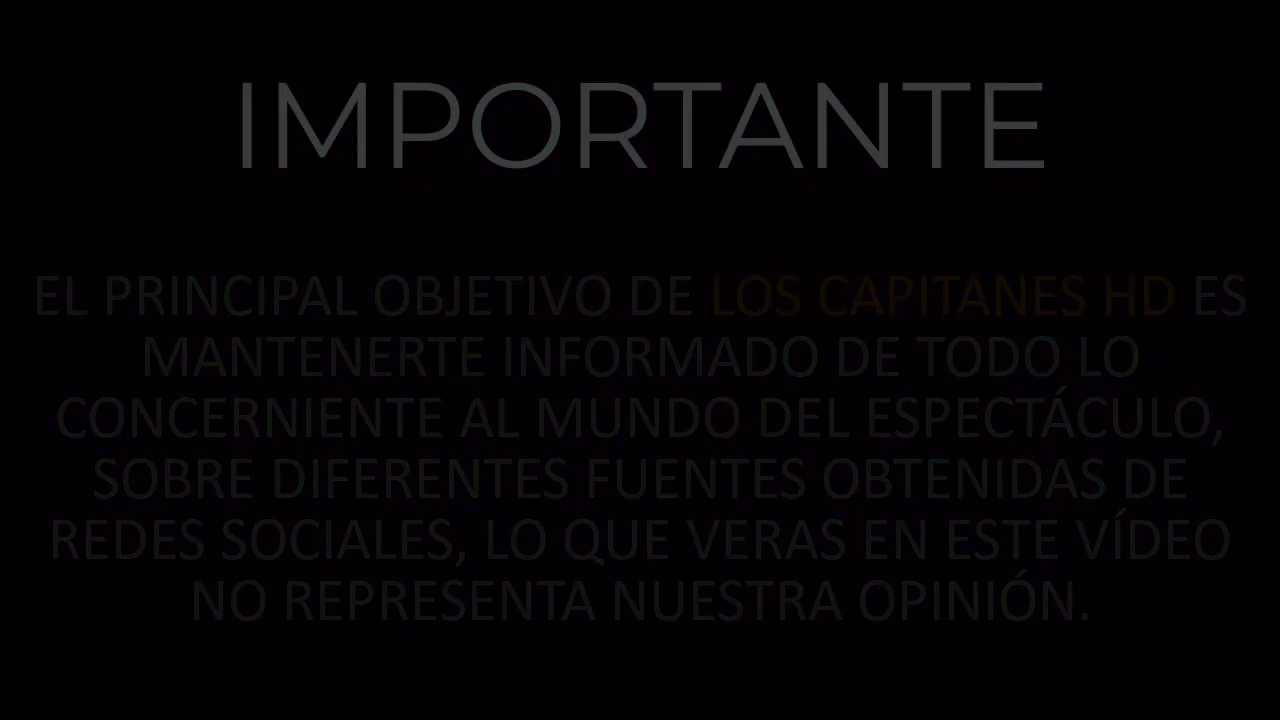 IMPORTANTE
EL PRINCIPAL OBJETIVO DE LOS CAPITANES HD ES
MANTENERTE INFORMADO DE TODO LO
CONCERNIENTE AL MUNDO DEL ESPECTÁCULO,
SOBRE DIFERENTES FUENTES OBTENIDAS DE
REDES SOCIALES, LO QUE VERAS EN ESTE VÍDEO
NO REPRESENTA NUESTRA OPINIÓN.